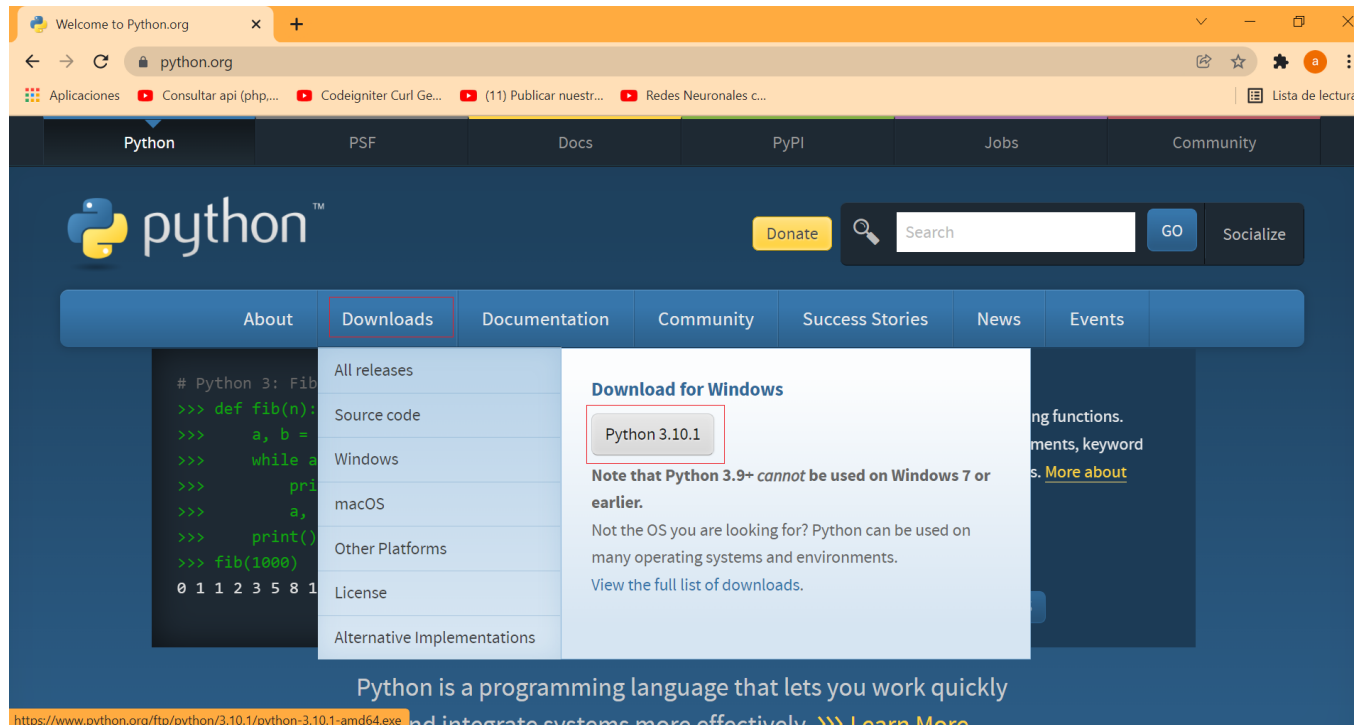 Welcome to Python.org
python.org
Aplicaciones
Consultar api (php,...
Codeigniter Curl Ge...
(11) Publicar nuestr...
Redes Neuronales c...
Lista de lectura
Python
PSF
Docs
PyPI
Jobs
Community
python™
Donate
Search
GO
Socialize
About
Downloads
Documentation
Community
Success Stories
News
Events
# Python 3: Fib
>>> def fib(n):
>>> a, b =
>>> while a
>>> pri
>>> a,
>>> print()
>>> fib(1000)
0 1 1 2 3 5 8 1
All releases
Source code
Windows
macOS
Other Platforms
License
Alternative Implementations
Download for Windows
Python 3.10.1
Note that Python 3.9+ cannot be used on Windows 7 or
earlier.
Not the OS you are looking for? Python can be used on
many operating systems and environments.
View the full list of downloads.
ng functions.
ments, keyword
s. More about
Python is a programming language that lets you work quickly
nd integrate systems more effectively. >>> Learn More
https://www.python.org/ftp/python/3.10.1/python-3.10.1-amd64.exe
a